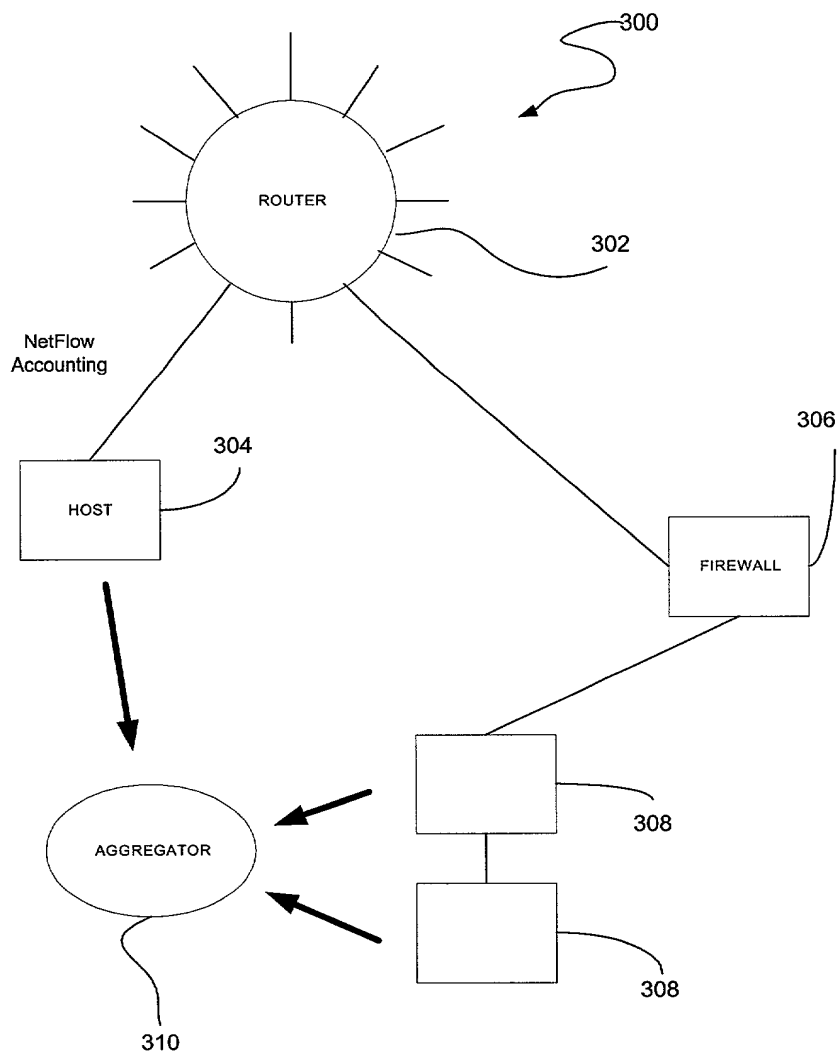 300
ROUTER
302
NetFlow
Accounting
304
306
HOST
FIREWALL
308
AGGREGATOR
308
310